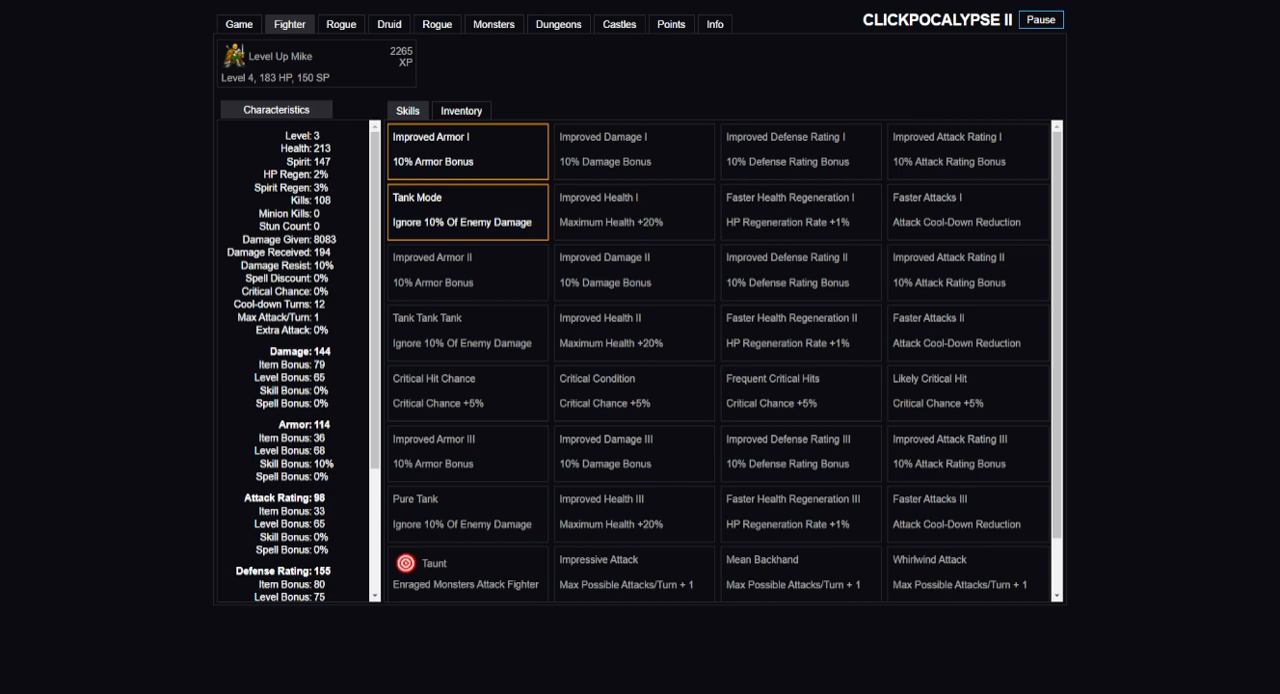 Game Fighter Rogue Druid Rogue Monsters Dungeons Castles Points Info CLICKPOCALYPSE II Pause
Level Up Mike 2265
XP
Level 4, 183 HP, 150 SP
Characteristics
Level: 3
Health: 213
Spirit: 147
HP Regen: 2%
Spirit Regen: 3%
Kills: 108
Minion Kills: 0
Stun Count: 0
Damage Given: 8083
Damage Received: 194
Damage Resist: 10%
Spell Discount: 0%
Critical Chance: 0%
Cool-down Turns: 12
Max Attack/Turn: 1
Extra Attack: 0%
Damage: 144
Item Bonus: 79
Level Bonus: 65
Skill Bonus: 0%
Spell Bonus: 0%
Armor: 114
Item Bonus: 36
Level Bonus: 68
Skill Bonus: 10%
Spell Bonus: 0%
Attack Rating: 98
Item Bonus: 33
Level Bonus: 65
Skill Bonus: 0%
Spell Bonus: 0%
Defense Rating: 155
Item Bonus: 80
Level Bonus: 75
Skills Inventory
Improved Armor I Improved Damage I Improved Defense Rating I Improved Attack Rating I
10% Armor Bonus 10% Damage Bonus 10% Defense Rating Bonus 10% Attack Rating Bonus
Tank Mode Improved Health I Faster Health Regeneration I Faster Attacks I
Ignore 10% Of Enemy Damage Maximum Health +20% HP Regeneration Rate +1% Attack Cool-Down Reduction
Improved Armor II Improved Damage II Improved Defense Rating II Improved Attack Rating II
10% Armor Bonus 10% Damage Bonus 10% Defense Rating Bonus 10% Attack Rating Bonus
Tank Tank Tank Improved Health II Faster Health Regeneration II Faster Attacks II
Ignore 10% Of Enemy Damage Maximum Health +20% HP Regeneration Rate +1% Attack Cool-Down Reduction
Critical Hit Chance Critical Condition Frequent Critical Hits Likely Critical Hit
Critical Chance +5% Critical Chance +5% Critical Chance +5% Critical Chance +5%
Improved Armor III Improved Damage III Improved Defense Rating III Improved Attack Rating III
10% Armor Bonus 10% Damage Bonus 10% Defense Rating Bonus 10% Attack Rating Bonus
Pure Tank Improved Health III Faster Health Regeneration III Faster Attacks III
Ignore 10% Of Enemy Damage Maximum Health +20% HP Regeneration Rate +1% Attack Cool-Down Reduction
Taunt Impressive Attack Mean Backhand Whirlwind Attack
Enraged Monsters Attack Fighter Max Possible Attacks/Turn + 1 Max Possible Attacks/Turn + 1 Max Possible Attacks/Turn + 1